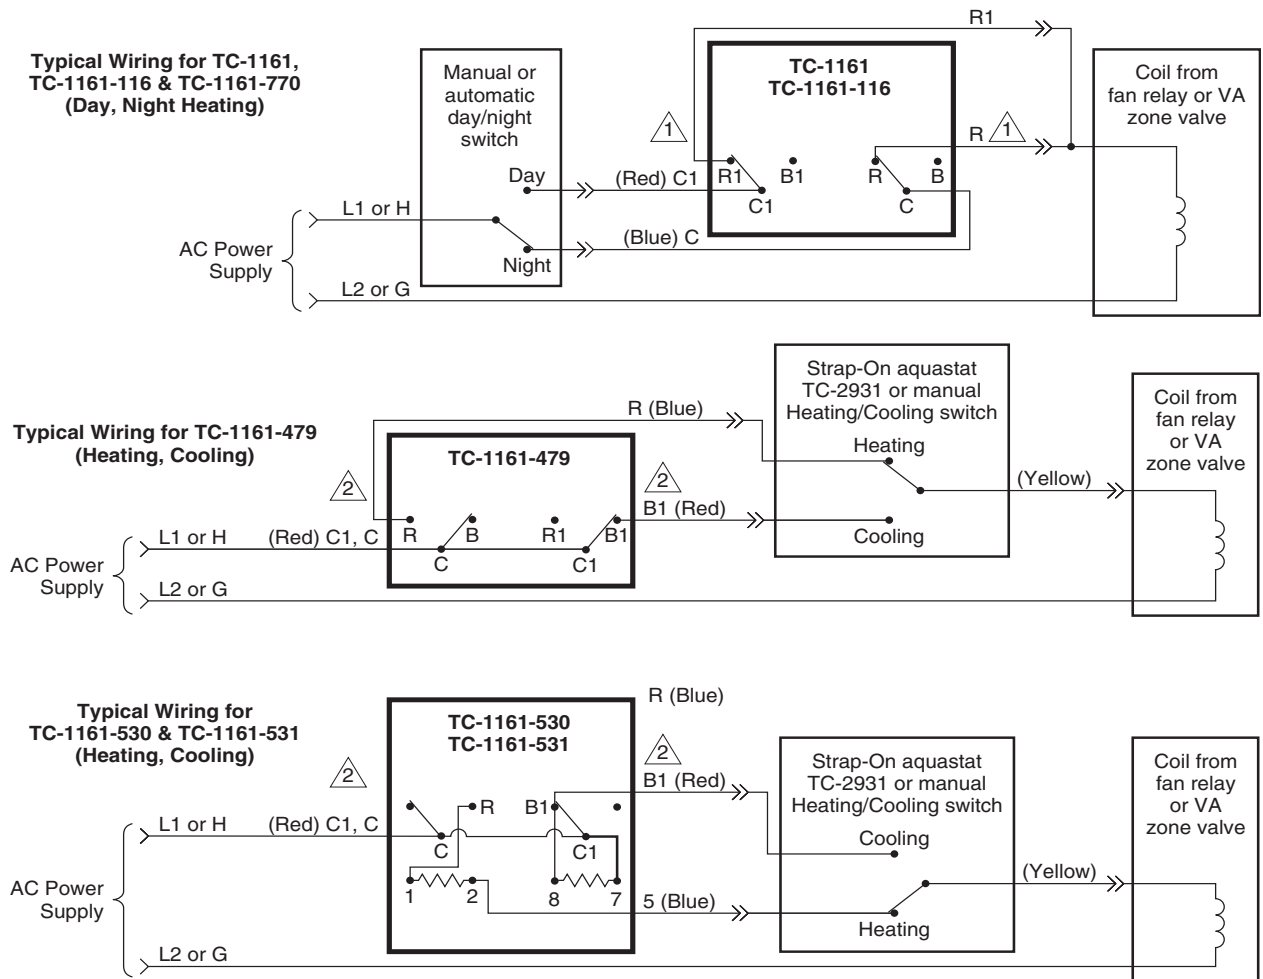 Typical Wiring for TC-1161,
TC-1161-116 & TC-1161-770
(Day, Night Heating)
Manual or
automatic
day/night
switch
Day
Night
L1 or H
AC Power
Supply
L2 or G
(Red) C1
(Blue) C
R1
TC-1161
TC-1161-116
1
R1
B1
C1
R
B
C
R
1
Coil from
fan relay or VA
zone valve
Typical Wiring for TC-1161-479
(Heating, Cooling)
R (Blue)
TC-1161-479
2
2
B1 (Red)
R
B
R1
B1
C
C1
L1 or H
(Red) C1, C
AC Power
Supply
L2 or G
Strap-On aquastat
TC-2931 or manual
Heating/Cooling switch
Heating
Cooling
(Yellow)
Coil from
fan relay
or VA
zone valve
Typical Wiring for
TC-1161-530 & TC-1161-531
(Heating, Cooling)
R (Blue)
TC-1161-530
TC-1161-531
2
2
B1 (Red)
R
B1
C
C1
1
2
8
7
5 (Blue)
L1 or H
(Red) C1, C
AC Power
Supply
L2 or G
Strap-On aquastat
TC-2931 or manual
Heating/Cooling switch
Cooling
Heating
(Yellow)
Coil from
fan relay
or VA
zone valve